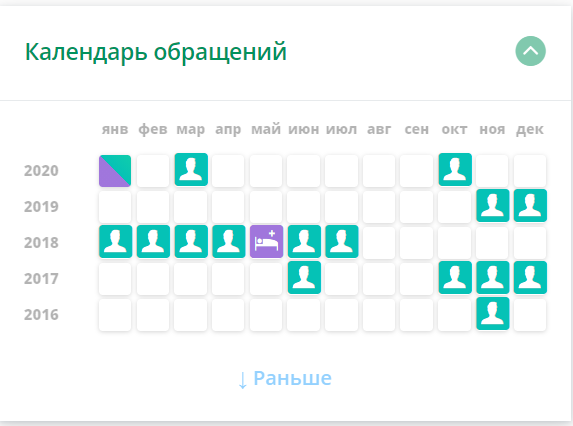 Календарь обращений
янв фев мар апр май июн июл авг сен окт ноя дек
2020
2019
2018
2017
2016
↓ Раньше